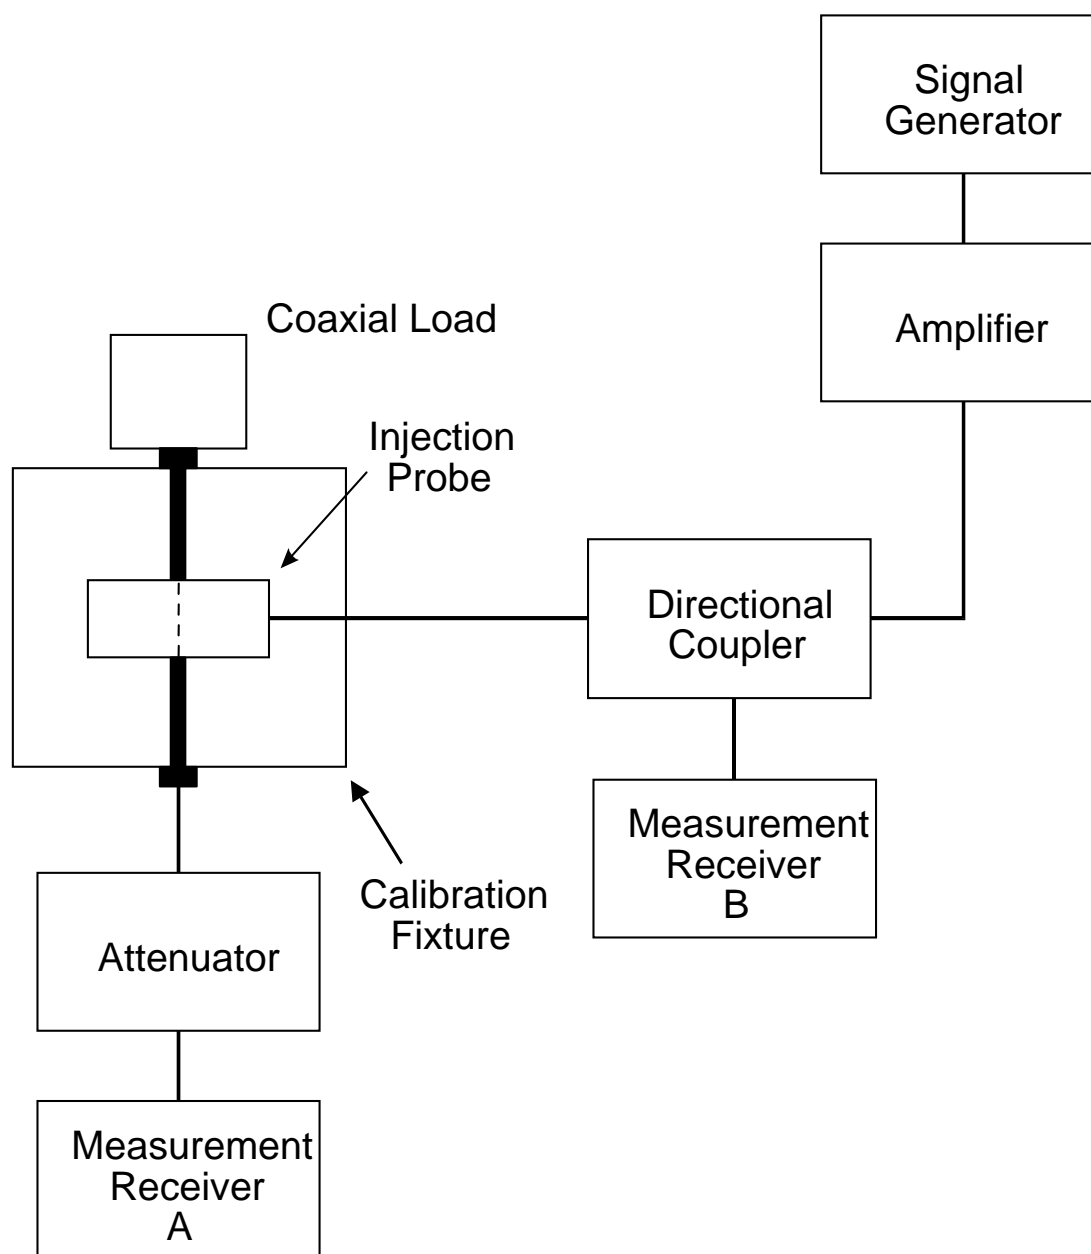 Signal
Generator
Amplifier
Coaxial Load
Injection
Probe
Directional
Coupler
Measurement
Receiver
B
Calibration
Fixture
Attenuator
Measurement
Receiver
A